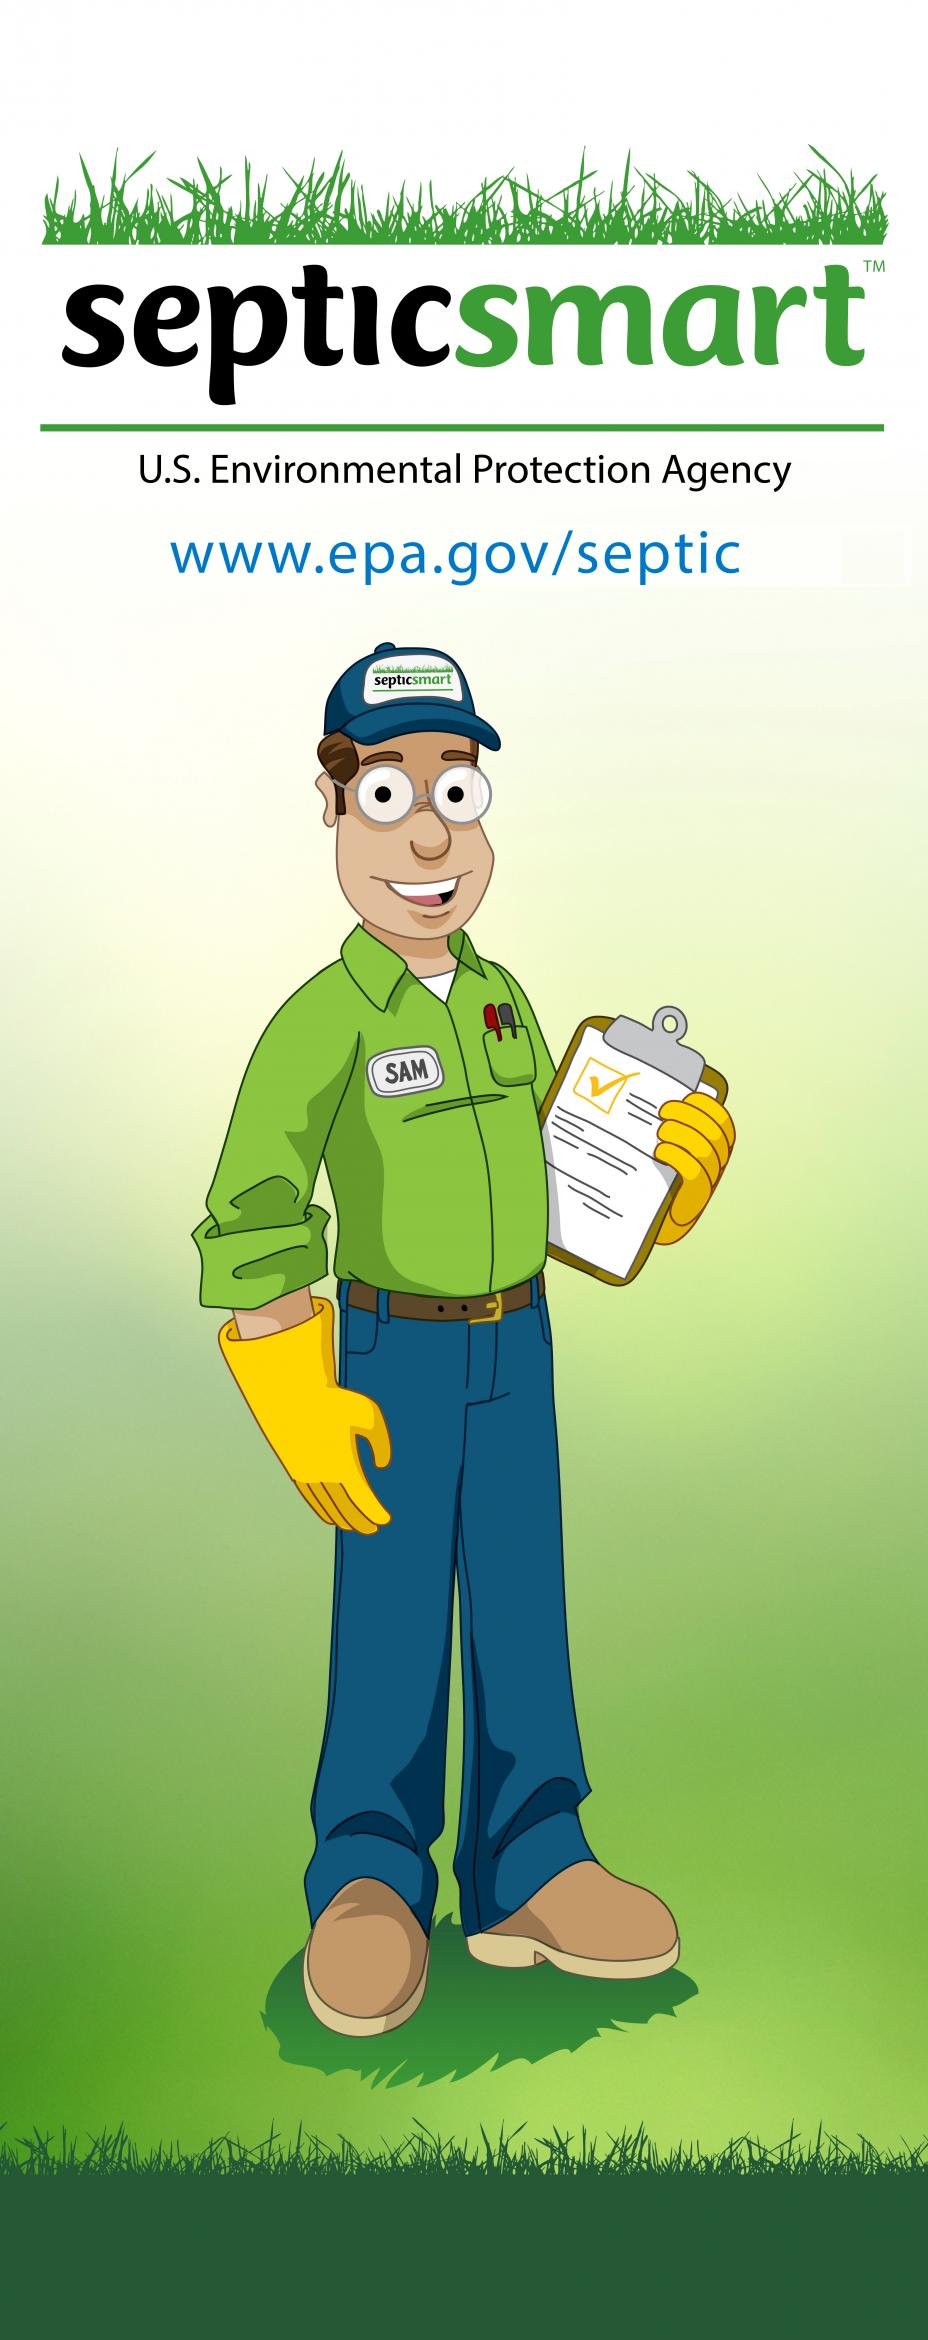 septicsmart™
U.S. Environmental Protection Agency
www.epa.gov/septic
septicsmart
SAM